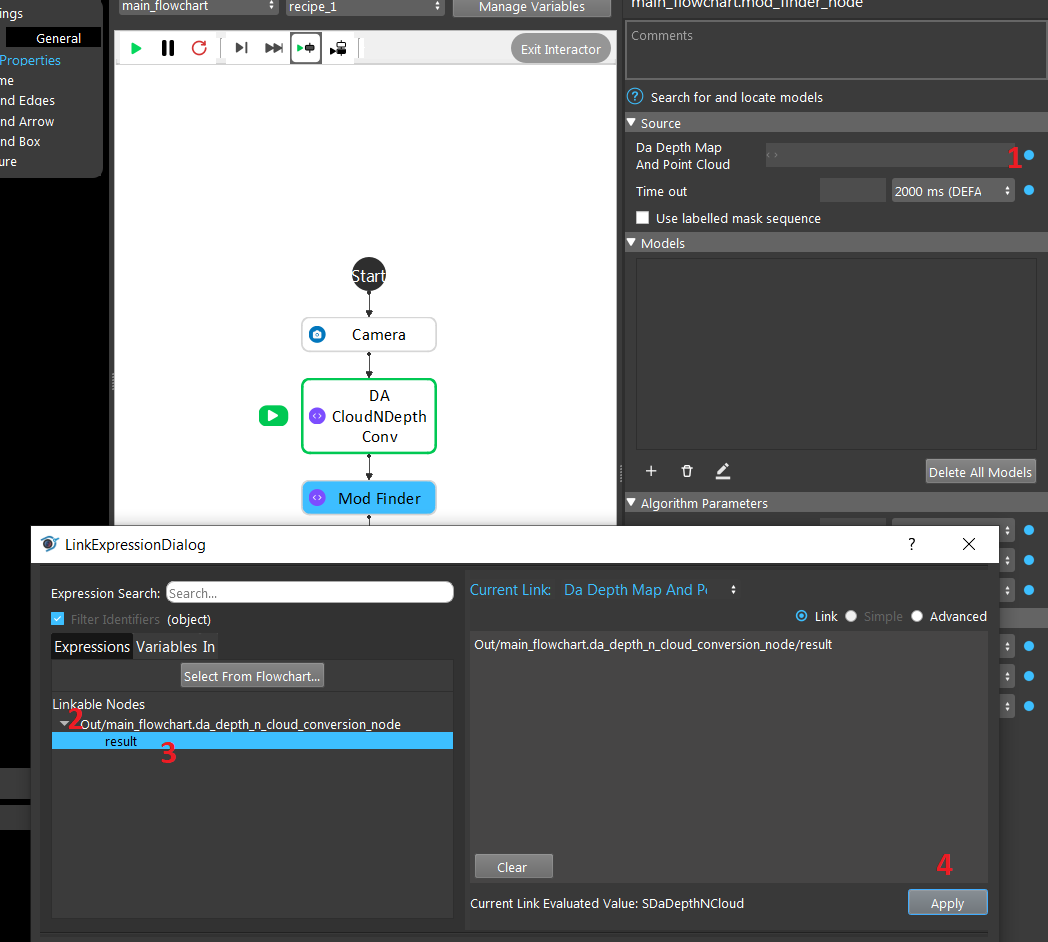 ings
General
Properties
me
nd Edges
nd Arrow
nd Box
ure
main_flowchart
recipe_1
Manage Variables
Exit Interactor
Start
Camera
DA
CloudNDepth
Conv
Mod Finder
main_flowchart.mod_finder_node
Comments
? Search for and locate models
Source
Da Depth Map
And Point Cloud
1
Time out
2000 ms (DEFA
Use labelled mask sequence
Models
Delete All Models
Algorithm Parameters
LinkExpressionDialog
?
Expression Search: Search...
Filter Identifiers (object)
Expressions Variables In
Select From Flowchart...
Linkable Nodes
2
Out/main_flowchart.da_depth_n_cloud_conversion_node
result
3
Current Link: Da Depth Map And Po
Link Simple Advanced
Out/main_flowchart.da_depth_n_cloud_conversion_node/result
Clear
4
Current Link Evaluated Value: SDaDepthNCloud
Apply